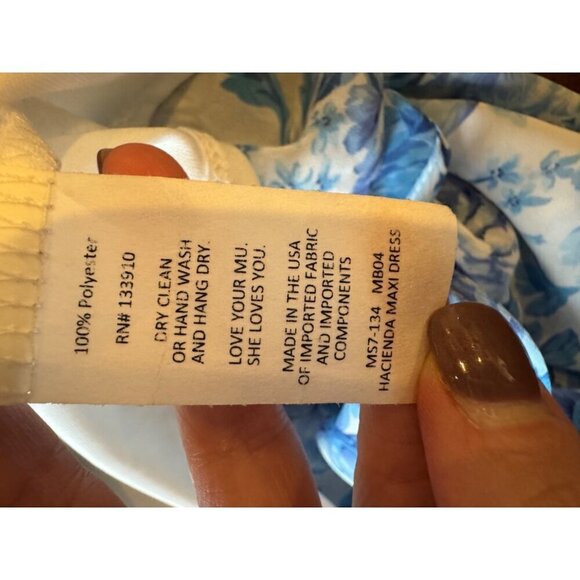 100% Polyester
RN# 133910
DRY CLEAN
OR HAND WASH
AND HANG DRY.
LOVE YOUR MU.
SHE LOVES YOU.
MADE IN THE USA
OF IMPORTED FABRIC
AND IMPORTED
COMPONENTS
MS7-134 MB04
HACIENDA MAXI DRESS